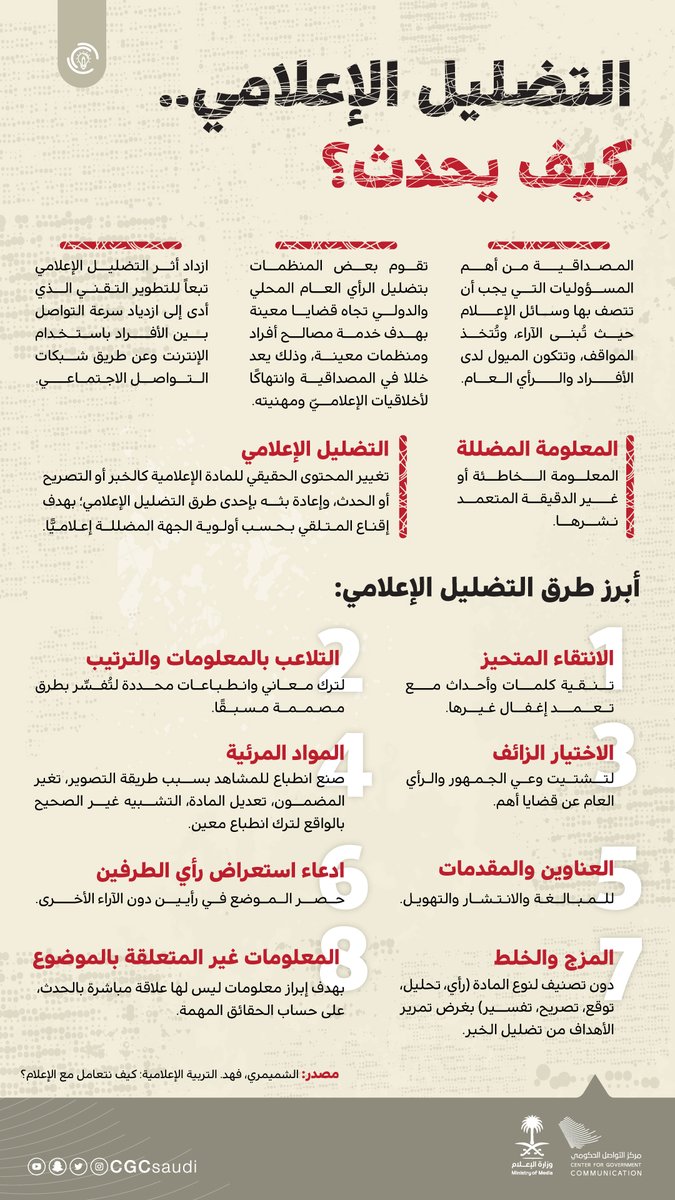 التضليل الإعلامي..
كيف يحدث؟
المصداقية من أهم
المسؤوليات التي يجب أن
تتصف بها وسائل الإعلام
حيث تُبنى الآراء، وتُتخذ
المواقف، وتتكون الميول لدى
الأفراد والرأي العام.
تقوم بعض المنظمات
بتضليل الرأي العام المحلي
والدولي تجاه قضايا معينة
بهدف خدمة مصالح أفراد
ومنظمات معينة، وذلك يعد
خللا في المصداقية وانتهاكًا
لأخلاقيات الإعلاميّ ومهنيته.
ازداد أثر التضليل الإعلامي
تبعاً للتطوير التقني الذي
أدى إلى ازدياد سرعة التواصل
بين الأفراد باستخدام
الإنترنت وعن طريق شبكات
التواصل الاجتماعي.
المعلومة المضللة
المعلومة الخاطئة أو
غير الدقيقة المتعمد
نشرها.
التضليل الإعلامي
تغيير المحتوى الحقيقي للمادة الإعلامية كالخبر أو التصريح
أو الحدث، وإعادة بثه بإحدى طرق التضليل الإعلامي؛ بهدف
إقناع المتلقي بحسب أولوية الجهة المضللة إعلاميًّا.
أبرز طرق التضليل الإعلامي:
1
الانتقاء المتحيز
تنقية كلمات وأحداث مع
تعمد إغفال غيرها.
2
التلاعب بالمعلومات والترتيب
لترك معاني وانطباعات محددة لتُفسَّر بطرق
مصممة مسبقًا.
3
الاختيار الزائف
لتشتيت وعي الجمهور والرأي
العام عن قضايا أهم.
4
المواد المرئية
صنع انطباع للمشاهد بسبب طريقة التصوير، تغير
المضمون، تعديل المادة، التشبيه غير الصحيح
بالواقع لترك انطباع معين.
5
العناوين والمقدمات
للمبالغة والانتشار والتهويل.
6
ادعاء استعراض رأي الطرفين
حصر الموضع في رأيين دون الآراء الأخرى.
7
المزج والخلط
دون تصنيف لنوع المادة (رأي، تحليل،
توقع، تصريح، تفسير) بغرض تمرير
الأهداف من تضليل الخبر.
8
المعلومات غير المتعلقة بالموضوع
بهدف إبراز معلومات ليس لها علاقة مباشرة بالحدث،
على حساب الحقائق المهمة.
مصدر: الشميمري، فهد. التربية الإعلامية: كيف نتعامل مع الإعلام؟
مركز التواصل الحكومي
CENTER FOR GOVERNMENT
COMMUNICATION
وزارة الإعلام
Ministry of Media
CGCsaudi